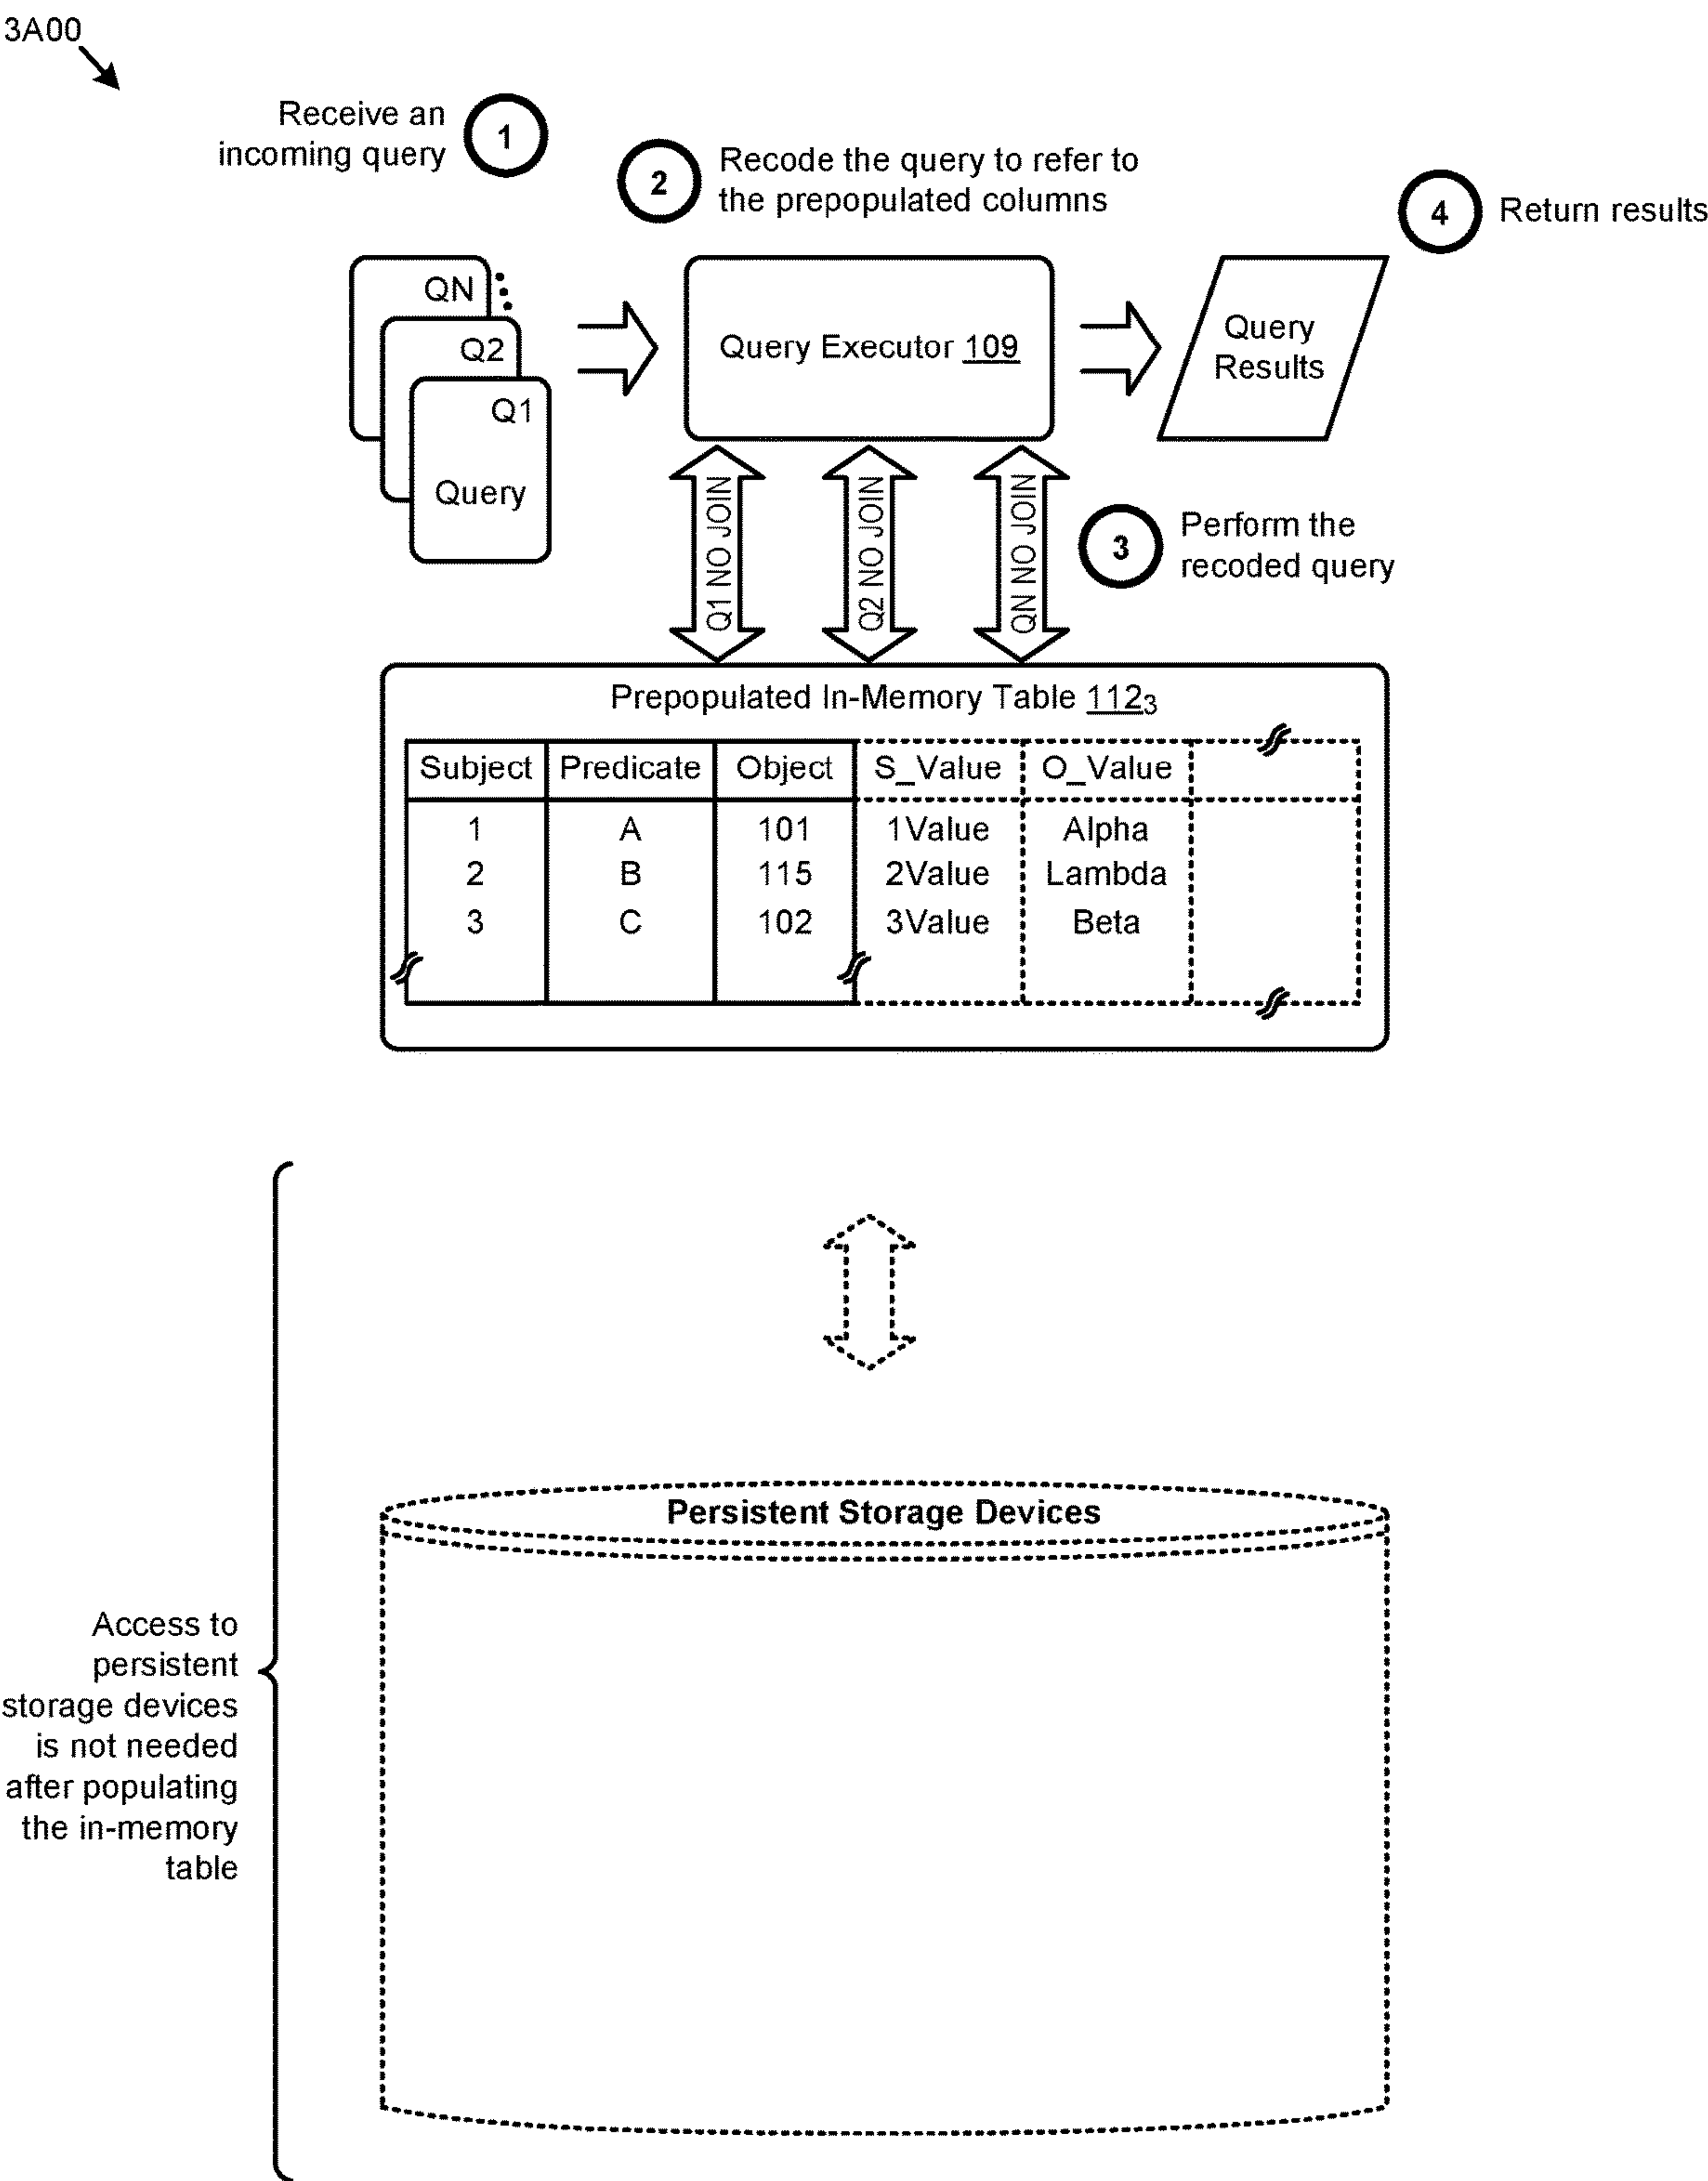 3A00
Receive an
incoming query
1
2
Recode the query to refer to
the prepopulated columns
4
Return results
QN
Q2
Q1
Query
Query Executor 109
Query
Results
Q1 NO JOIN
Q2 NO JOIN
QN NO JOIN
3
Perform the
recoded query
Prepopulated In-Memory Table 112₃
Subject Predicate Object S_Value O_Value
1 A 101 1Value Alpha
2 B 115 2Value Lambda
3 C 102 3Value Beta
Persistent Storage Devices
Access to
persistent
storage devices
is not needed
after populating
the in-memory
table